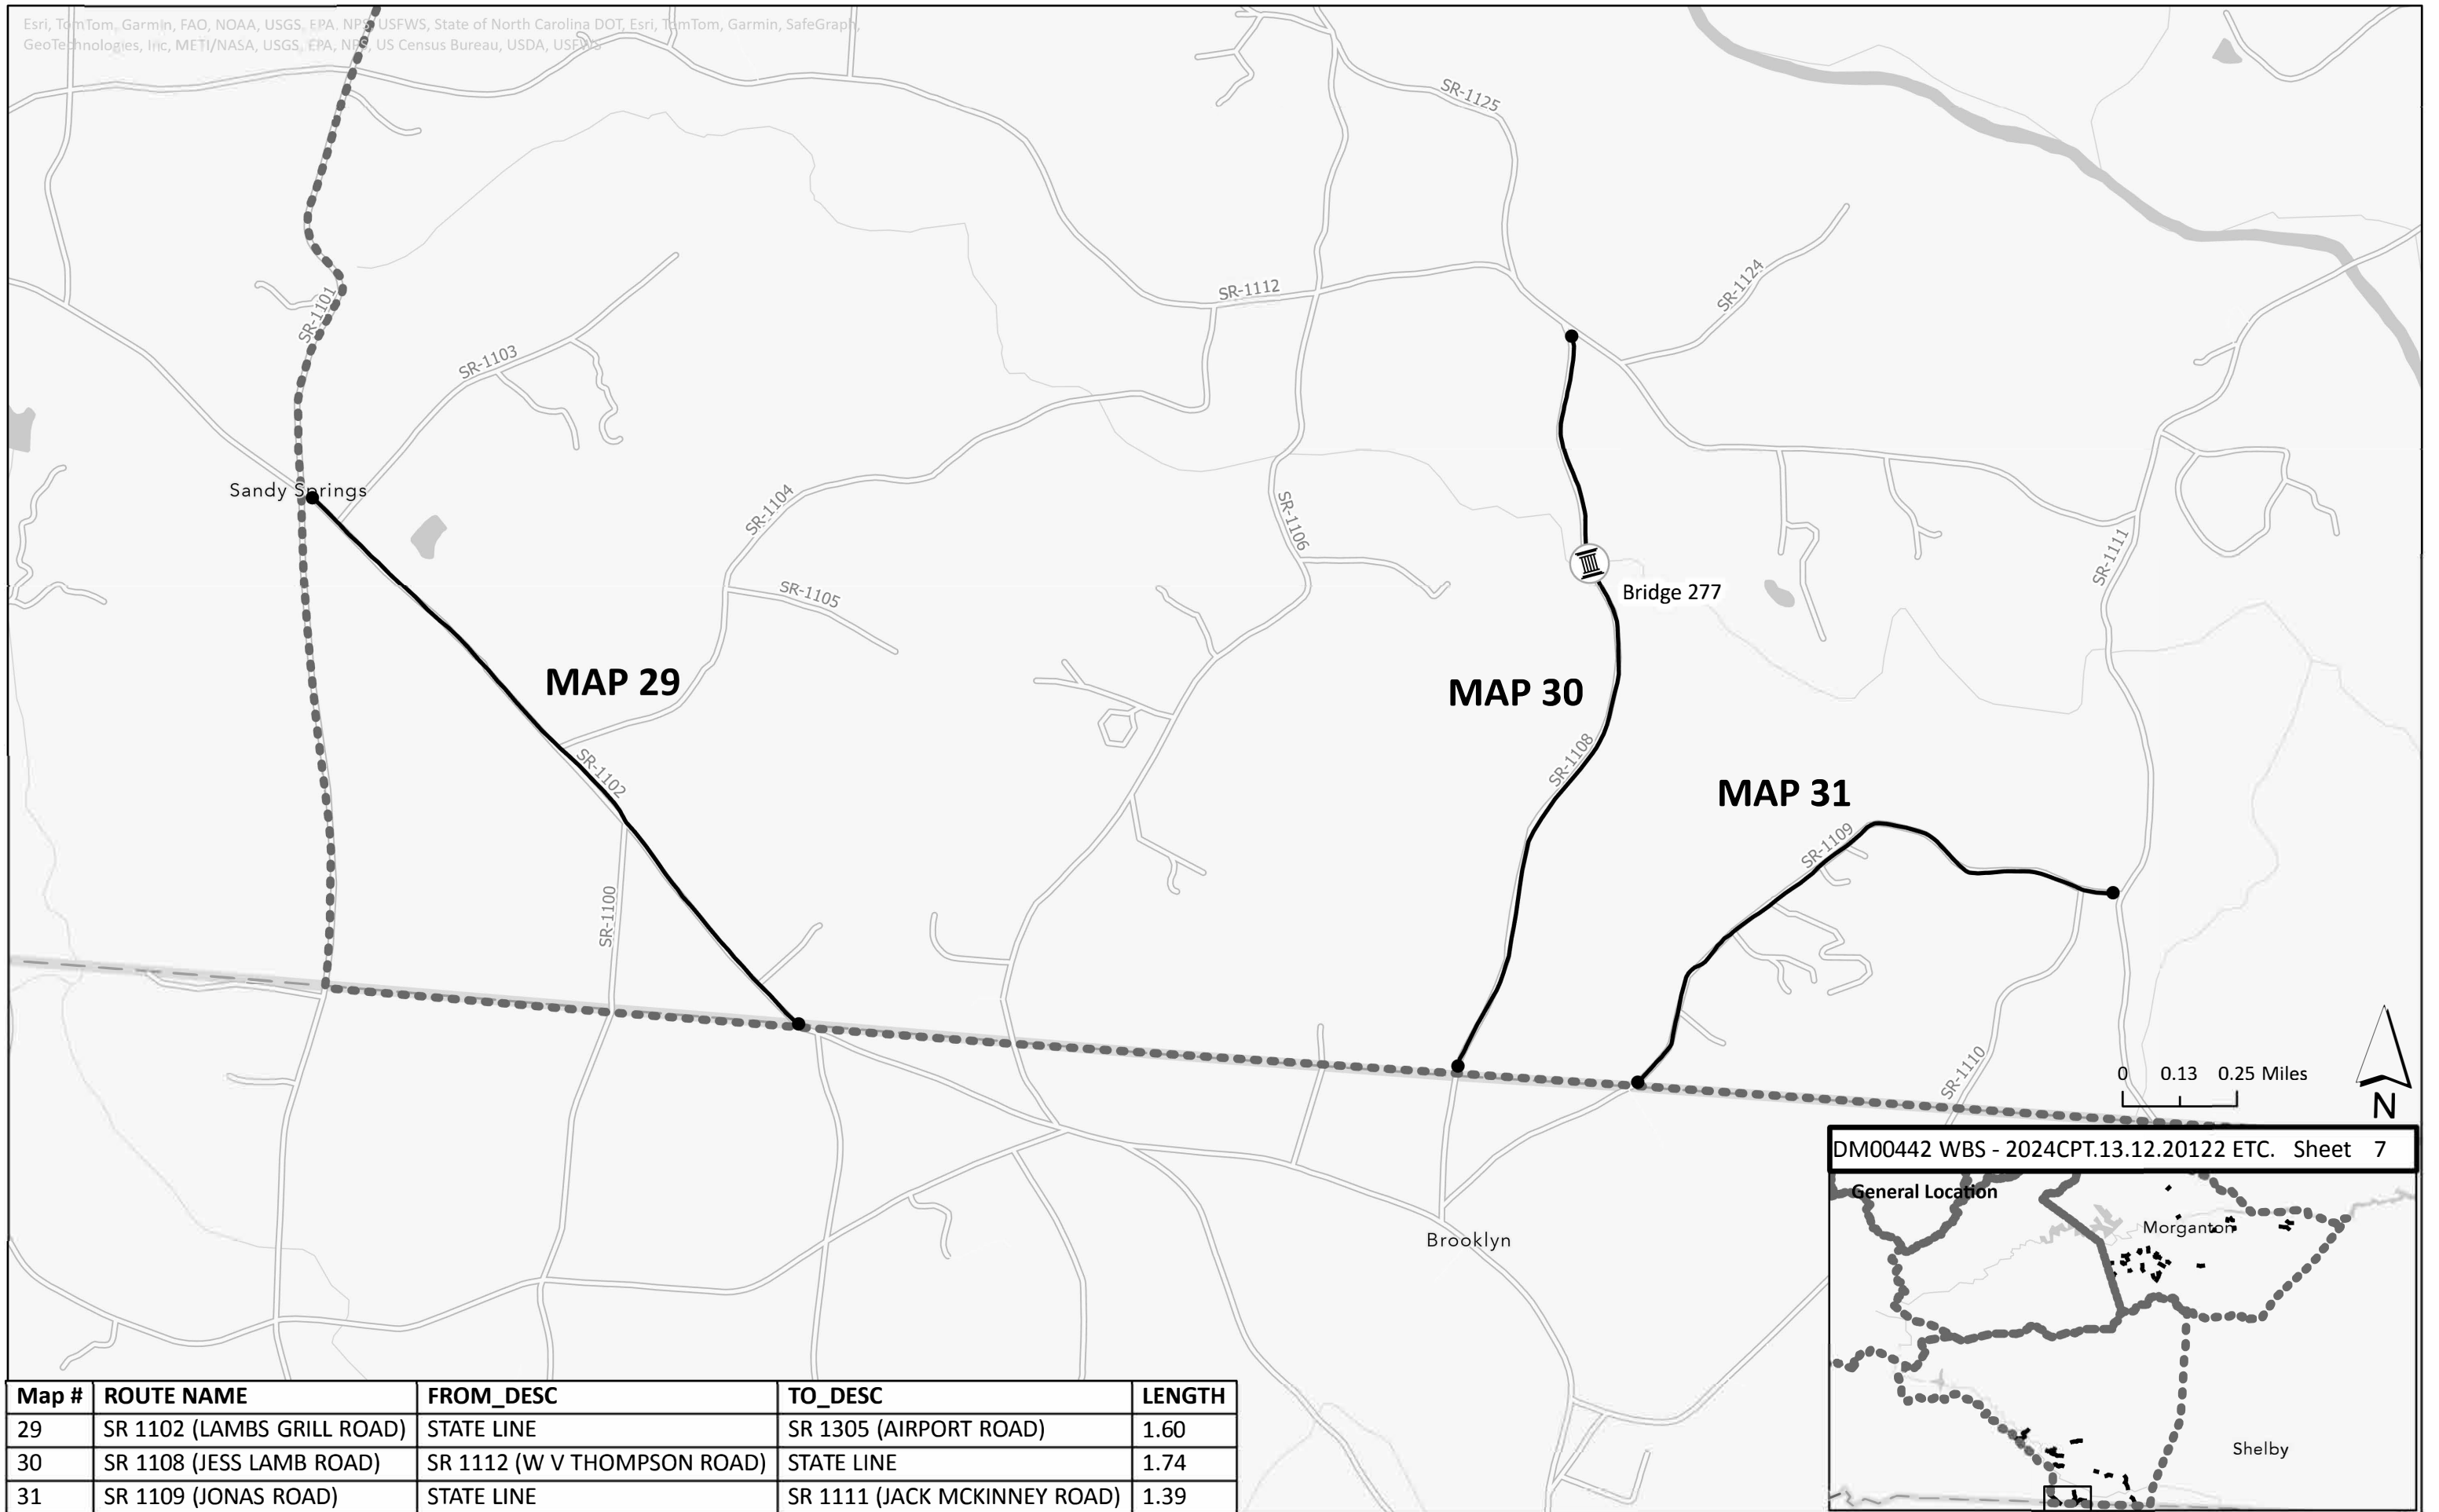 Esri, TomTom, Garmin, FAO, NOAA, USGS, EPA, NPS, USFWS, State of North Carolina DOT, Esri, TomTom, Garmin, SafeGraph,
GeoTechnologies, Inc, METI/NASA, USGS, EPA, NPS, US Census Bureau, USDA, USFWS
SR-1125
SR-1112
SR-1124
SR-1101
SR-1103
Sandy Springs
SR-1104
SR-1106
SR-1111
SR-1105
Bridge 277
MAP 29
MAP 30
SR-1102
SR-1108
MAP 31
SR-1109
SR-1100
SR-1110
0 0.13 0.25 Miles
N
DM00442 WBS - 2024CPT.13.12.20122 ETC. Sheet 7
General Location
Morganton
Shelby
Brooklyn
Map # ROUTE NAME FROM_DESC TO_DESC LENGTH
29 SR 1102 (LAMBS GRILL ROAD) STATE LINE SR 1305 (AIRPORT ROAD) 1.60
30 SR 1108 (JESS LAMB ROAD) SR 1112 (W V THOMPSON ROAD) STATE LINE 1.74
31 SR 1109 (JONAS ROAD) STATE LINE SR 1111 (JACK MCKINNEY ROAD) 1.39